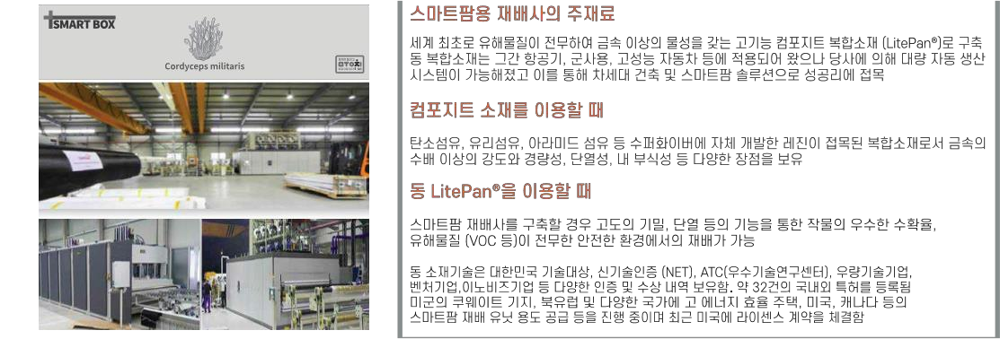 SMART BOX
Cordyceps militaris
스마트팜용 재배사의 주재료
세계 최초로 유해물질이 전무하여 금속 이상의 물성을 갖는 고기능 컴포지트 복합소재 (LitePan®)로 구축
동 복합소재는 그간 항공기, 군사용, 고성능 자동차 등에 적용되어 왔으나 당사에 의해 대량 자동 생산
시스템이 가능해졌고 이를 통해 차세대 건축 및 스마트팜 솔루션으로 성공리에 접목
컴포지트 소재를 이용할 때
탄소섬유, 유리섬유, 아라미드 섬유 등 수퍼화이버에 자체 개발한 레진이 접목된 복합소재로서 금속의
수배 이상의 강도와 경량성, 단열성, 내 부식성 등 다양한 장점을 보유
동 LitePan®을 이용할 때
스마트팜 재배사를 구축할 경우 고도의 기밀, 단열 등의 기능을 통한 작물의 우수한 수확율,
유해물질 (VOC 등)이 전무한 안전한 환경에서의 재배가 가능
동 소재기술은 대한민국 기술대상, 신기술인증 (NET), ATC(우수기술연구센터), 우량기술기업,
벤처기업,이노비즈기업 등 다양한 인증 및 수상 내역 보유함. 약 32건의 국내외 특허를 등록됨
미군의 쿠웨이트 기지, 북유럽 및 다양한 국가에 고 에너지 효율 주택, 미국, 캐나다 등의
스마트팜 재배 유닛 용도 공급 등을 진행 중이며 최근 미국에 라이센스 계약을 체결함